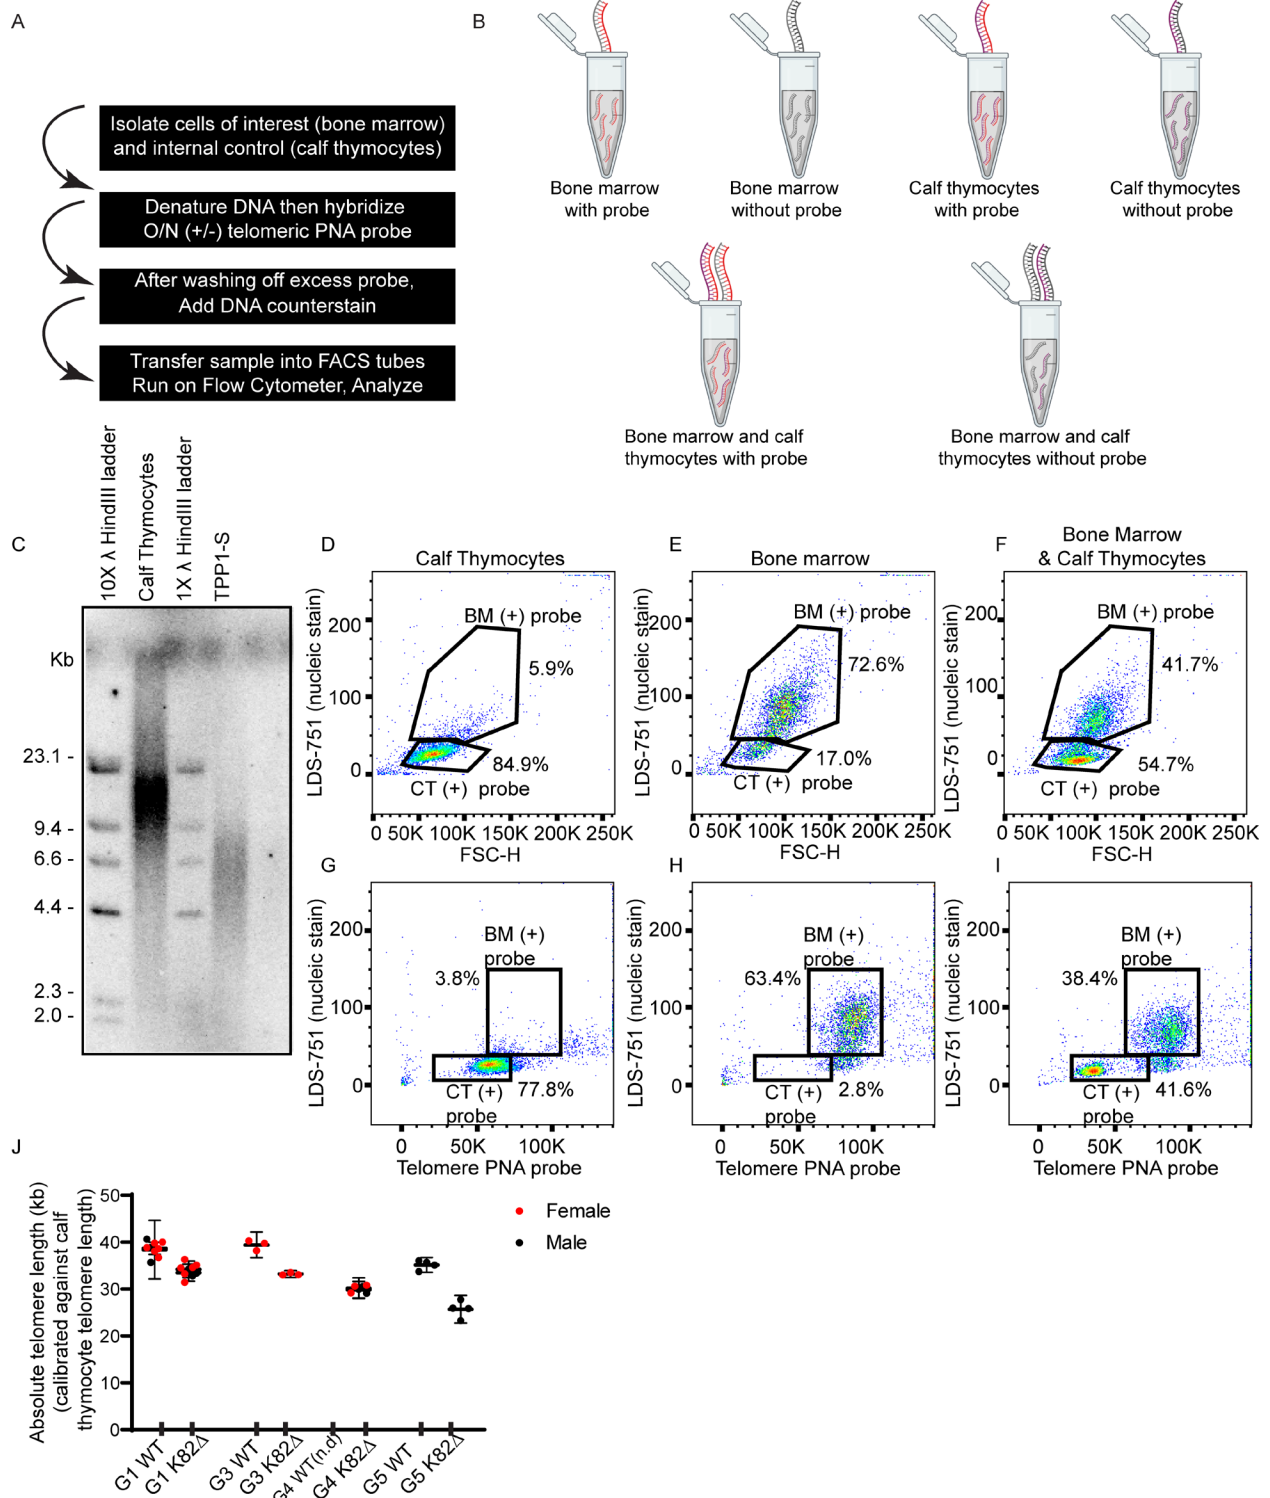 A
Isolate cells of interest (bone marrow)
and internal control (calf thymocytes)
Denature DNA then hybridize
O/N (+/-) telomeric PNA probe
After washing off excess probe,
Add DNA counterstain
Transfer sample into FACS tubes
Run on Flow Cytometer, Analyze
B
Bone marrow
with probe
Bone marrow
without probe
Calf thymocytes
with probe
Calf thymocytes
without probe
Bone marrow and calf
thymocytes with probe
Bone marrow and calf
thymocytes without probe
C
10X λ HindIII ladder
Calf Thymocytes
1X λ HindIII ladder
TPP1-S
Kb
23.1 -
9.4 -
6.6 -
4.4 -
2.3 -
2.0 -
D
Calf Thymocytes
LDS-751 (nucleic stain)
200
100
0
BM (+) probe
5.9%
84.9%
CT (+) probe
0 50K 100K 150K 200K 250K
FSC-H
E
Bone marrow
LDS-751 (nucleic stain)
200
100
0
BM (+) probe
72.6%
17.0%
CT (+) probe
0 50K 100K 150K 200K 250K
FSC-H
F
Bone Marrow
& Calf Thymocytes
LDS-751 (nucleic stain)
200
100
0
BM (+) probe
41.7%
54.7%
CT (+) probe
0 50K 100K 150K 200K 250K
FSC-H
G
LDS-751 (nucleic stain)
200
100
0
BM (+)
probe
3.8%
CT (+)
probe
77.8%
0 50K 100K
Telomere PNA probe
H
LDS-751 (nucleic stain)
200
100
0
BM (+)
probe
63.4%
CT (+)
probe
2.8%
0 50K 100K
Telomere PNA probe
I
LDS-751 (nucleic stain)
200
100
0
BM (+)
probe
38.4%
CT (+)
probe
41.6%
0 50K 100K
Telomere PNA probe
J
Absolute telomere length (kb)
(calibrated against calf
thymocyte telomere length)
50
40
30
20
10
0
Female
Male
G1 WT
G1 K82Δ
G3 WT
G3 K82Δ
G4 WT(n.d)
G4 K82Δ
G5 WT
G5 K82Δ